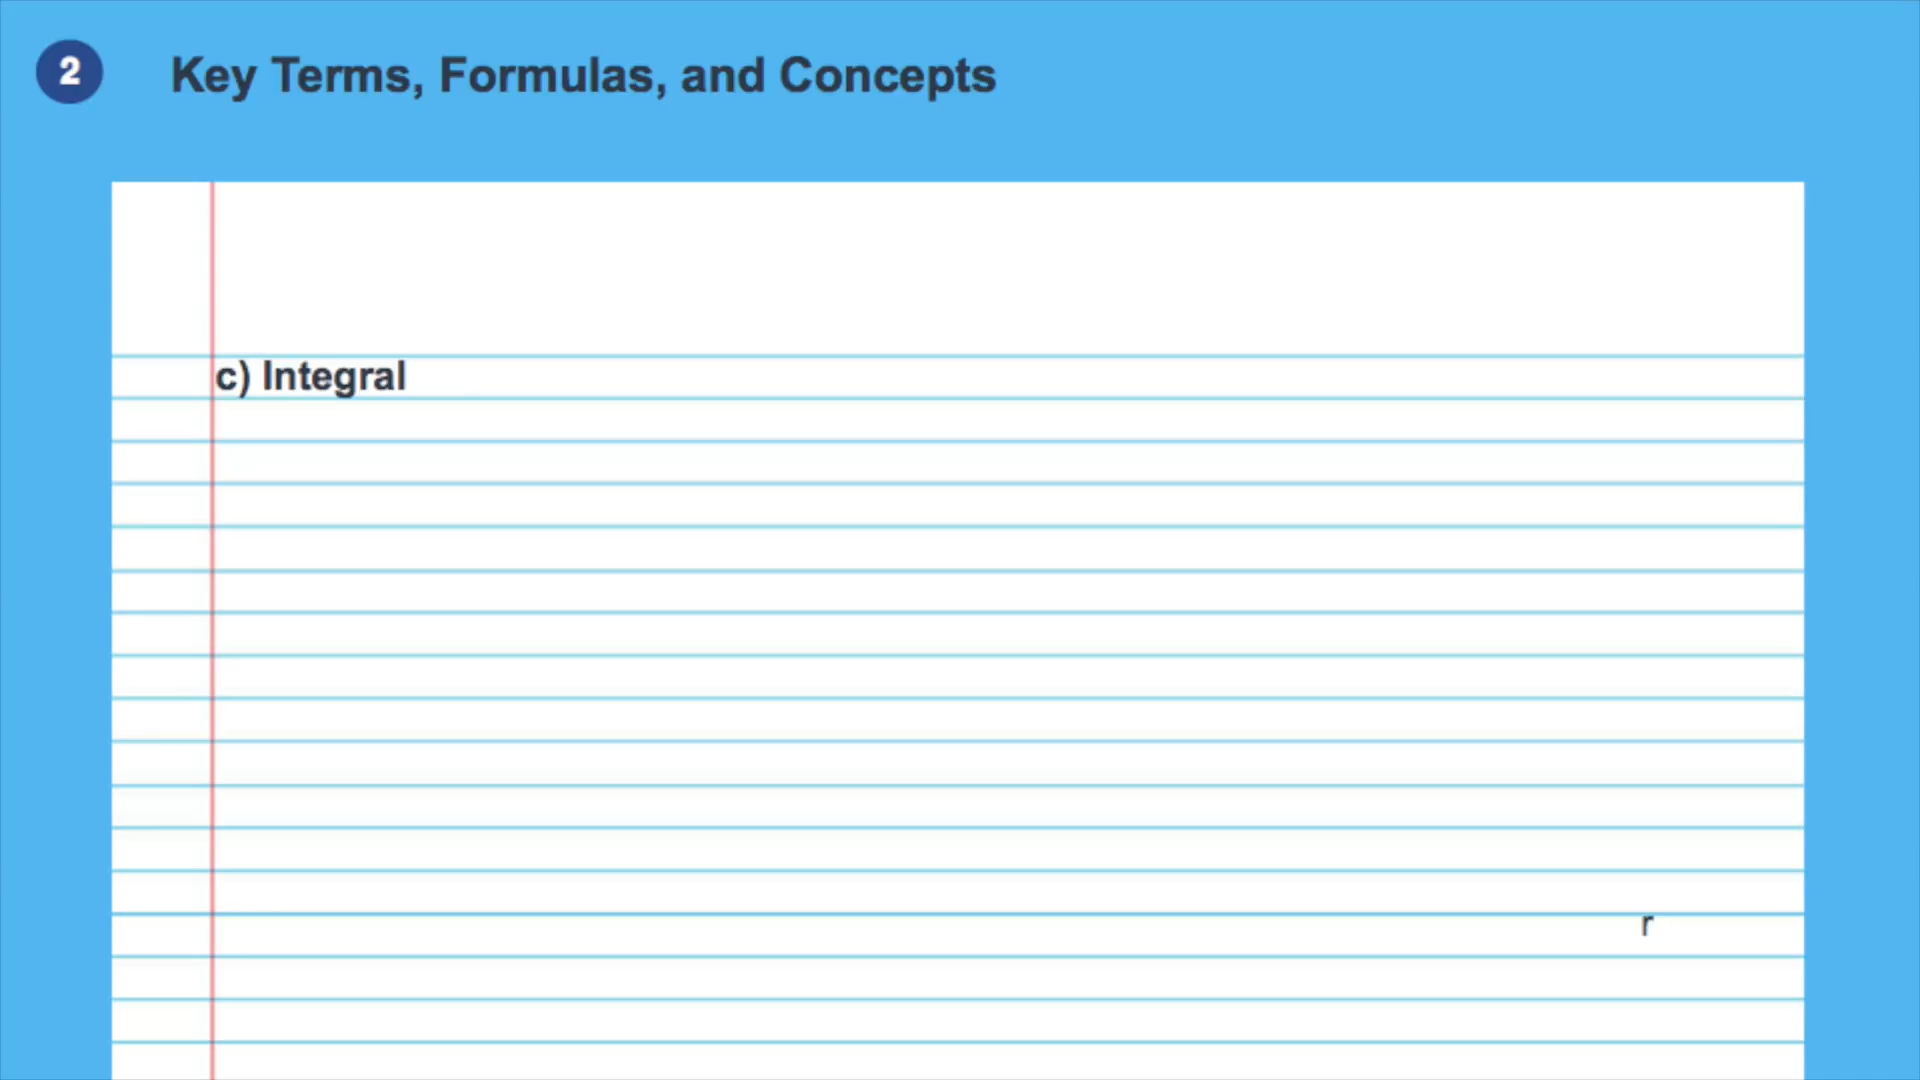 2
Key Terms, Formulas, and Concepts
c) Integral
r